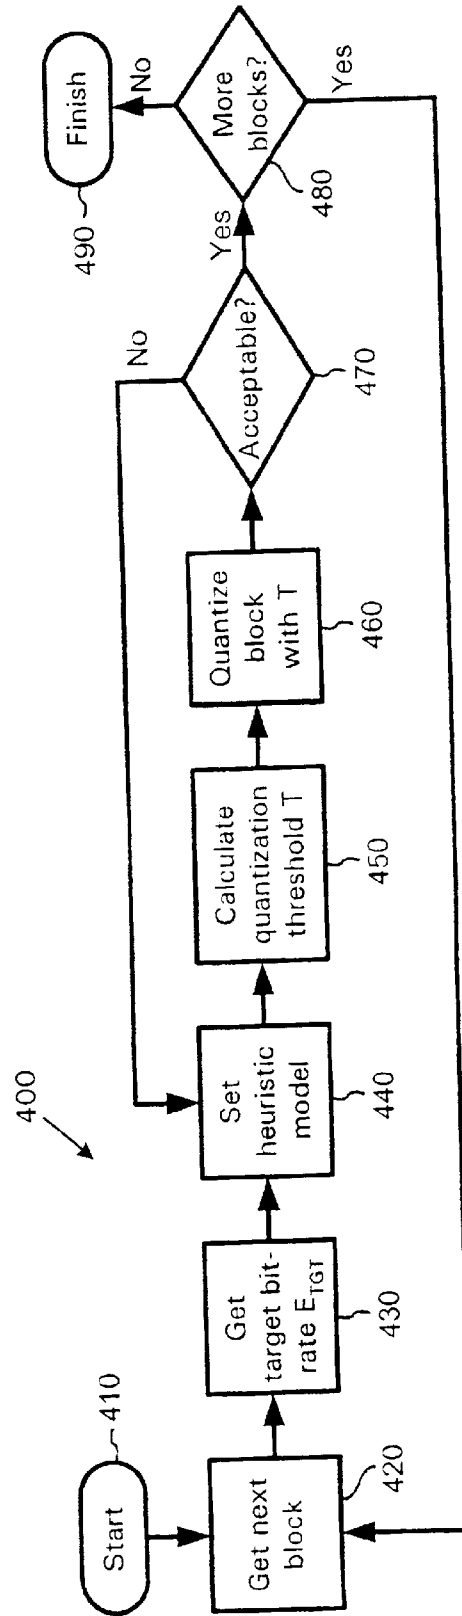 400
Start
410
Get next
block
420
Get
target bit-
rate E_TGT
430
Set
heuristic
model
440
Calculate
quantization
threshold T
450
Quantize
block
with T
460
Acceptable?
470
No
Yes
More
blocks?
480
No
Yes
Finish
490